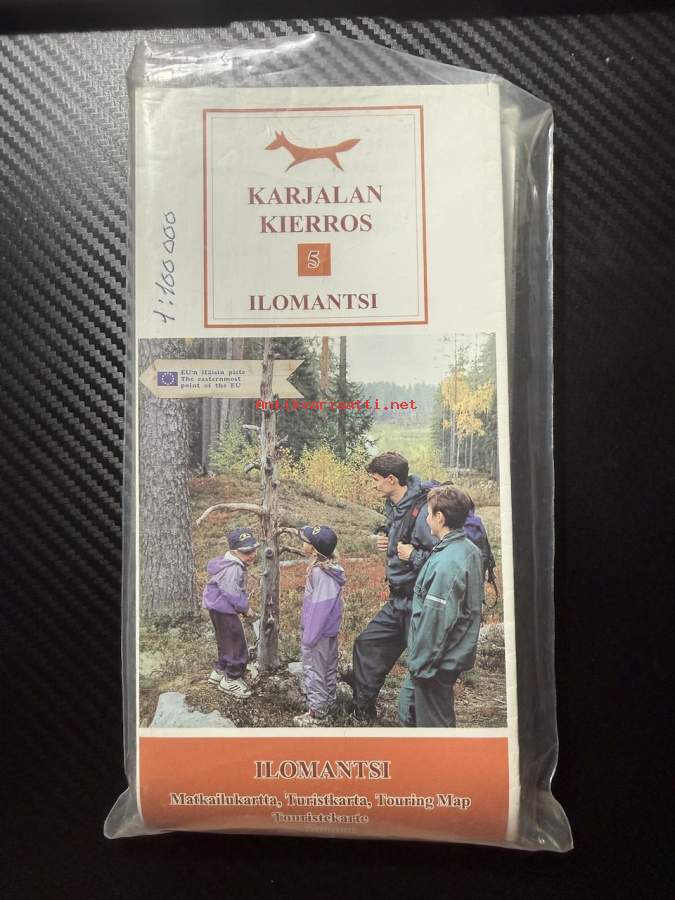 KARJALAN
KIERROS
5
ILOMANTSI
1:100 000
EU:n itäisin piste
The easternmost
point of the EU
Antikvariaatti.net
ILOMANTSI
Matkailukartta, Turistkarta, Touring Map
Touristekarte